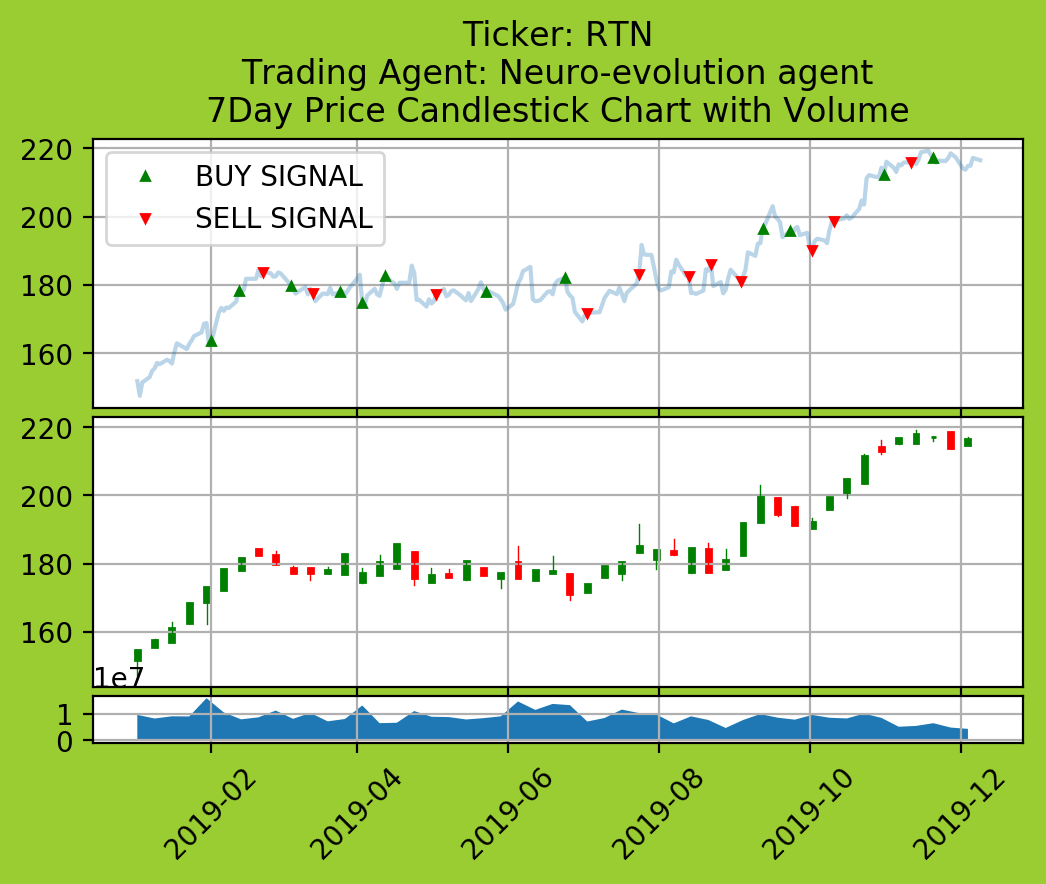 Ticker: RTN
Trading Agent: Neuro-evolution agent
7Day Price Candlestick Chart with Volume
220
200
180
160
BUY SIGNAL
SELL SIGNAL
220
200
180
160
1e7
1
0
2019-02
2019-04
2019-06
2019-08
2019-10
2019-12